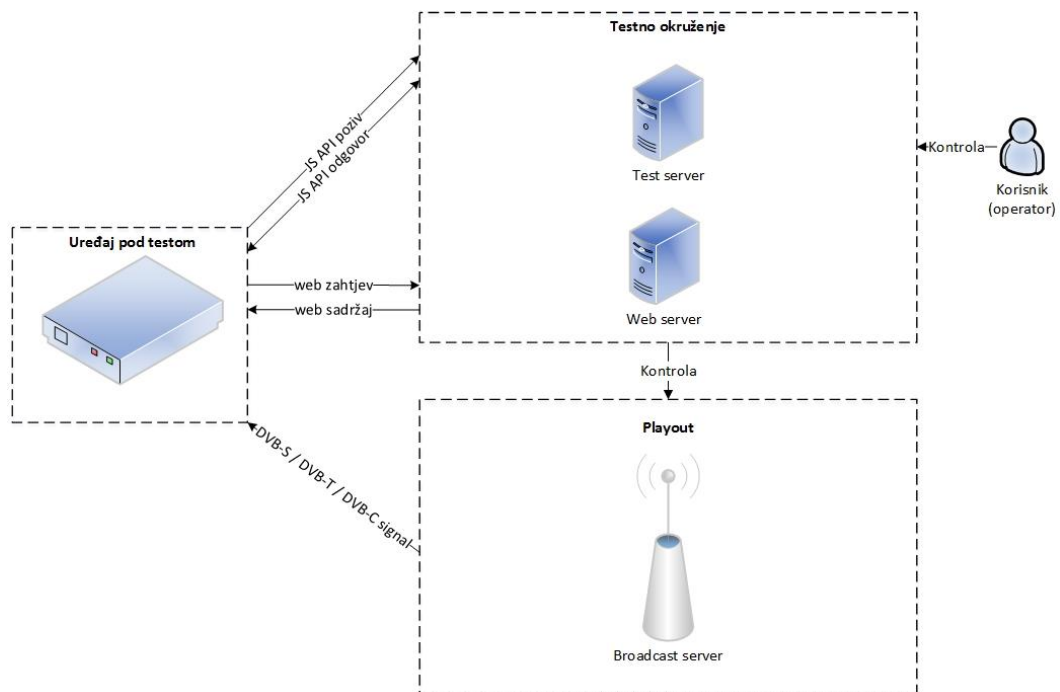 Testno okruženje
Test server
Web server
Kontrola
Korisnik
(operator)
JS API poziv
JS API odgovor
Uređaj pod testom
web zahtjev
web sadržaj
Kontrola
DVB-S / DVB-T / DVB-C signal
Playout
Broadcast server